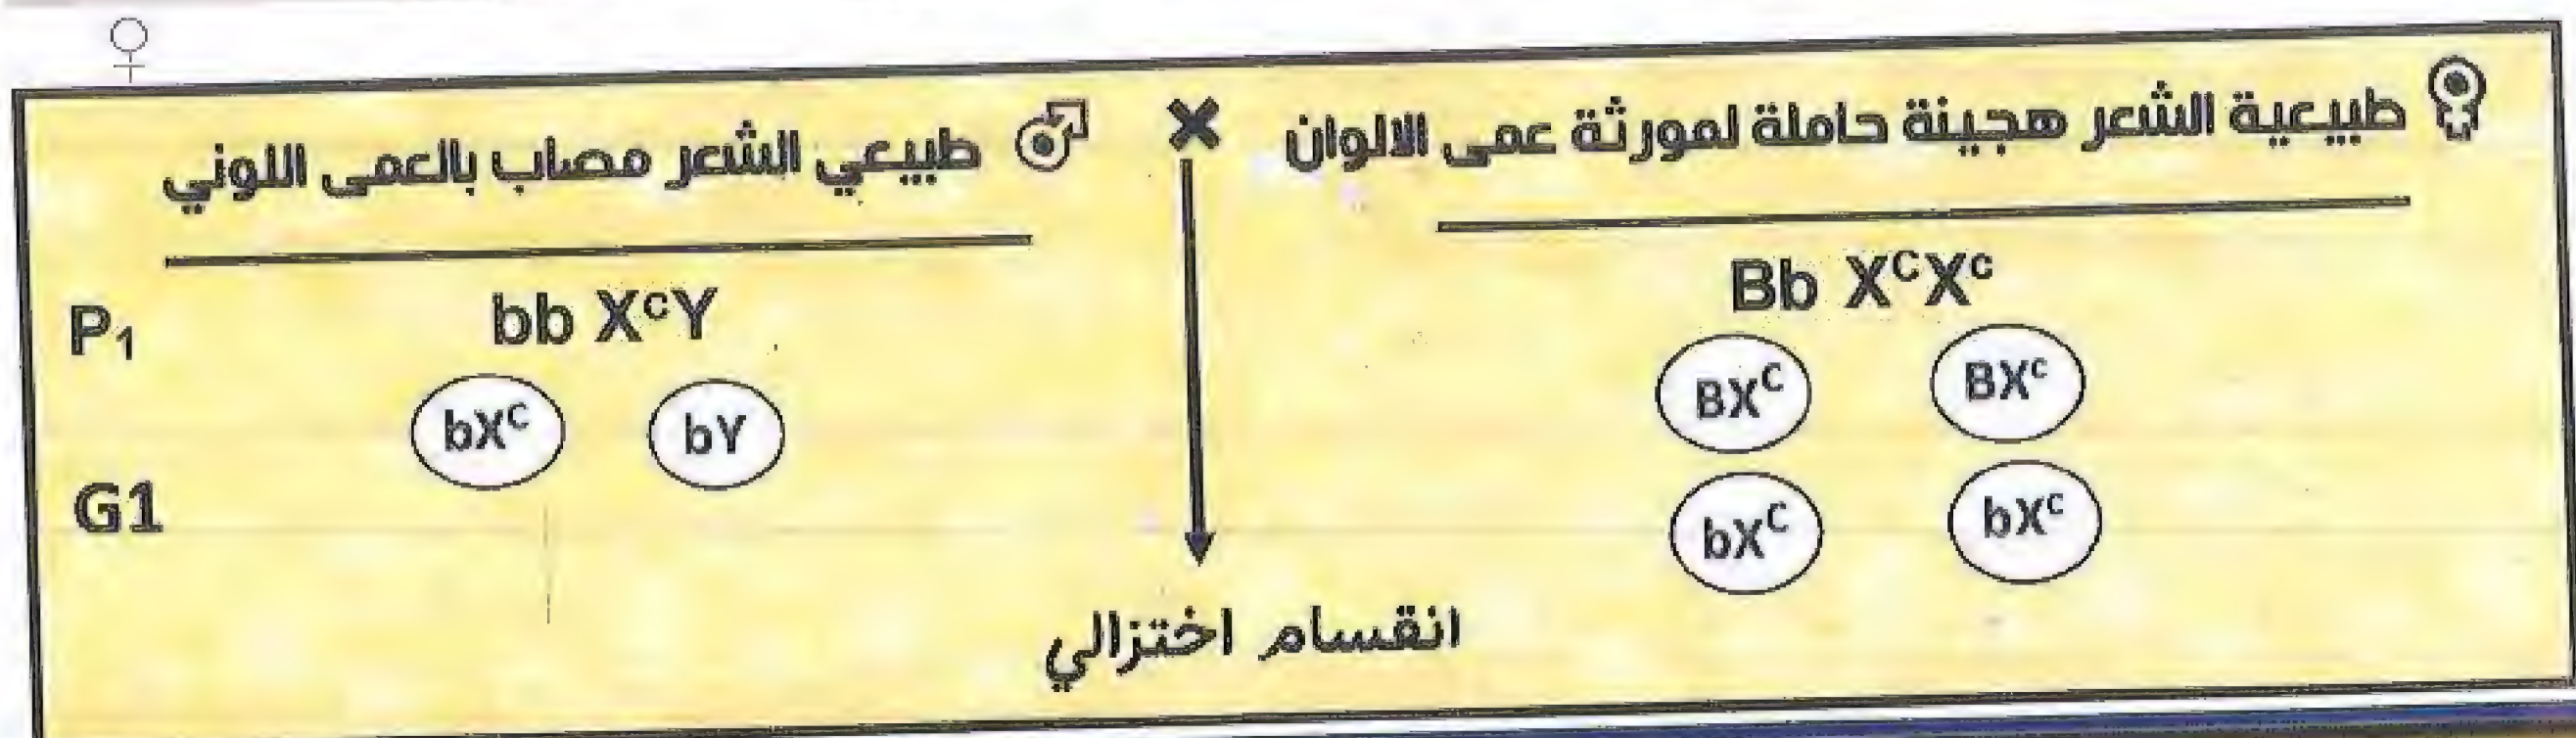 طبيعية الشعر هجينة حاملة لمورثة عمى الالوان × طبيعي الشعر مصاب بالعمى اللوني
P₁ bb XᶜY Bb XᶜXᶜ
BXᶜ BXᶜ
bXᶜ bY
G1 bXᶜ bXᶜ
انقسام اختزالي